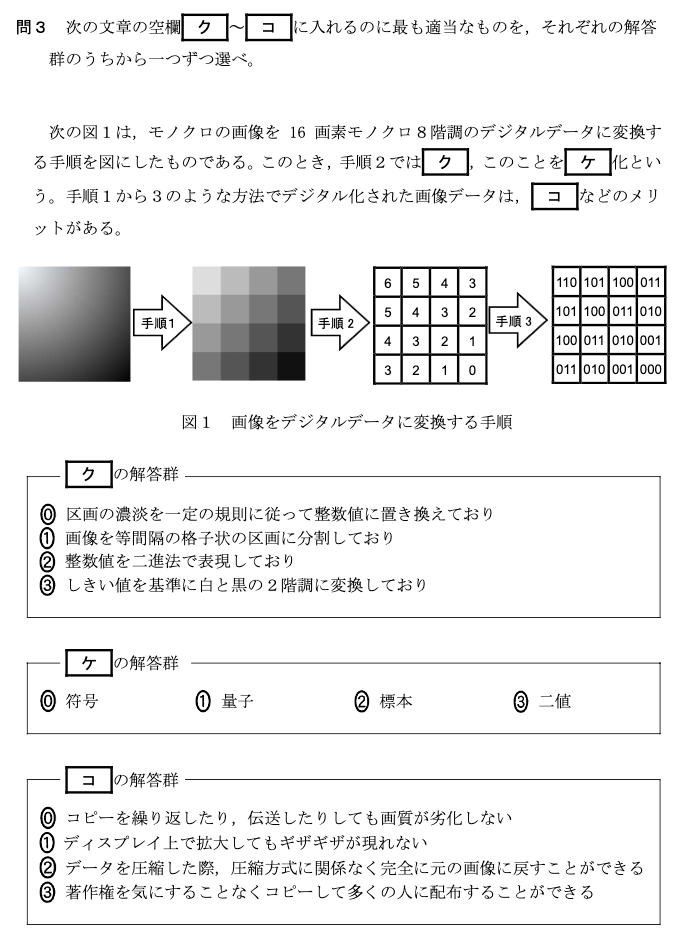 問３ 次の文章の空欄 ク ～ コ に入れるのに最も適当なものを，それぞれの解答
群のうちから一つずつ選べ。
次の図１は，モノクロの画像を 16 画素モノクロ８階調のデジタルデータに変換す
る手順を図にしたものである。このとき，手順２では ク ，このことを ケ 化とい
う。手順１から３のような方法でデジタル化された画像データは， コ などのメリ
ットがある。
手順1
手順 2
6 5 4 3
5 4 3 2
4 3 2 1
3 2 1 0
手順 3
110 101 100 011
101 100 011 010
100 011 010 001
011 010 001 000
図１ 画像をデジタルデータに変換する手順
ク の解答群
⓪ 区画の濃淡を一定の規則に従って整数値に置き換えており
① 画像を等間隔の格子状の区画に分割しており
② 整数値を二進法で表現しており
③ しきい値を基準に白と黒の２階調に変換しており
ケ の解答群
⓪ 符号 ① 量子 ② 標本 ③ 二値
コ の解答群
⓪ コピーを繰り返したり，伝送したりしても画質が劣化しない
① ディスプレイ上で拡大してもギザギザが現れない
② データを圧縮した際，圧縮方式に関係なく完全に元の画像に戻すことができる
③ 著作権を気にすることなくコピーして多くの人に配布することができる